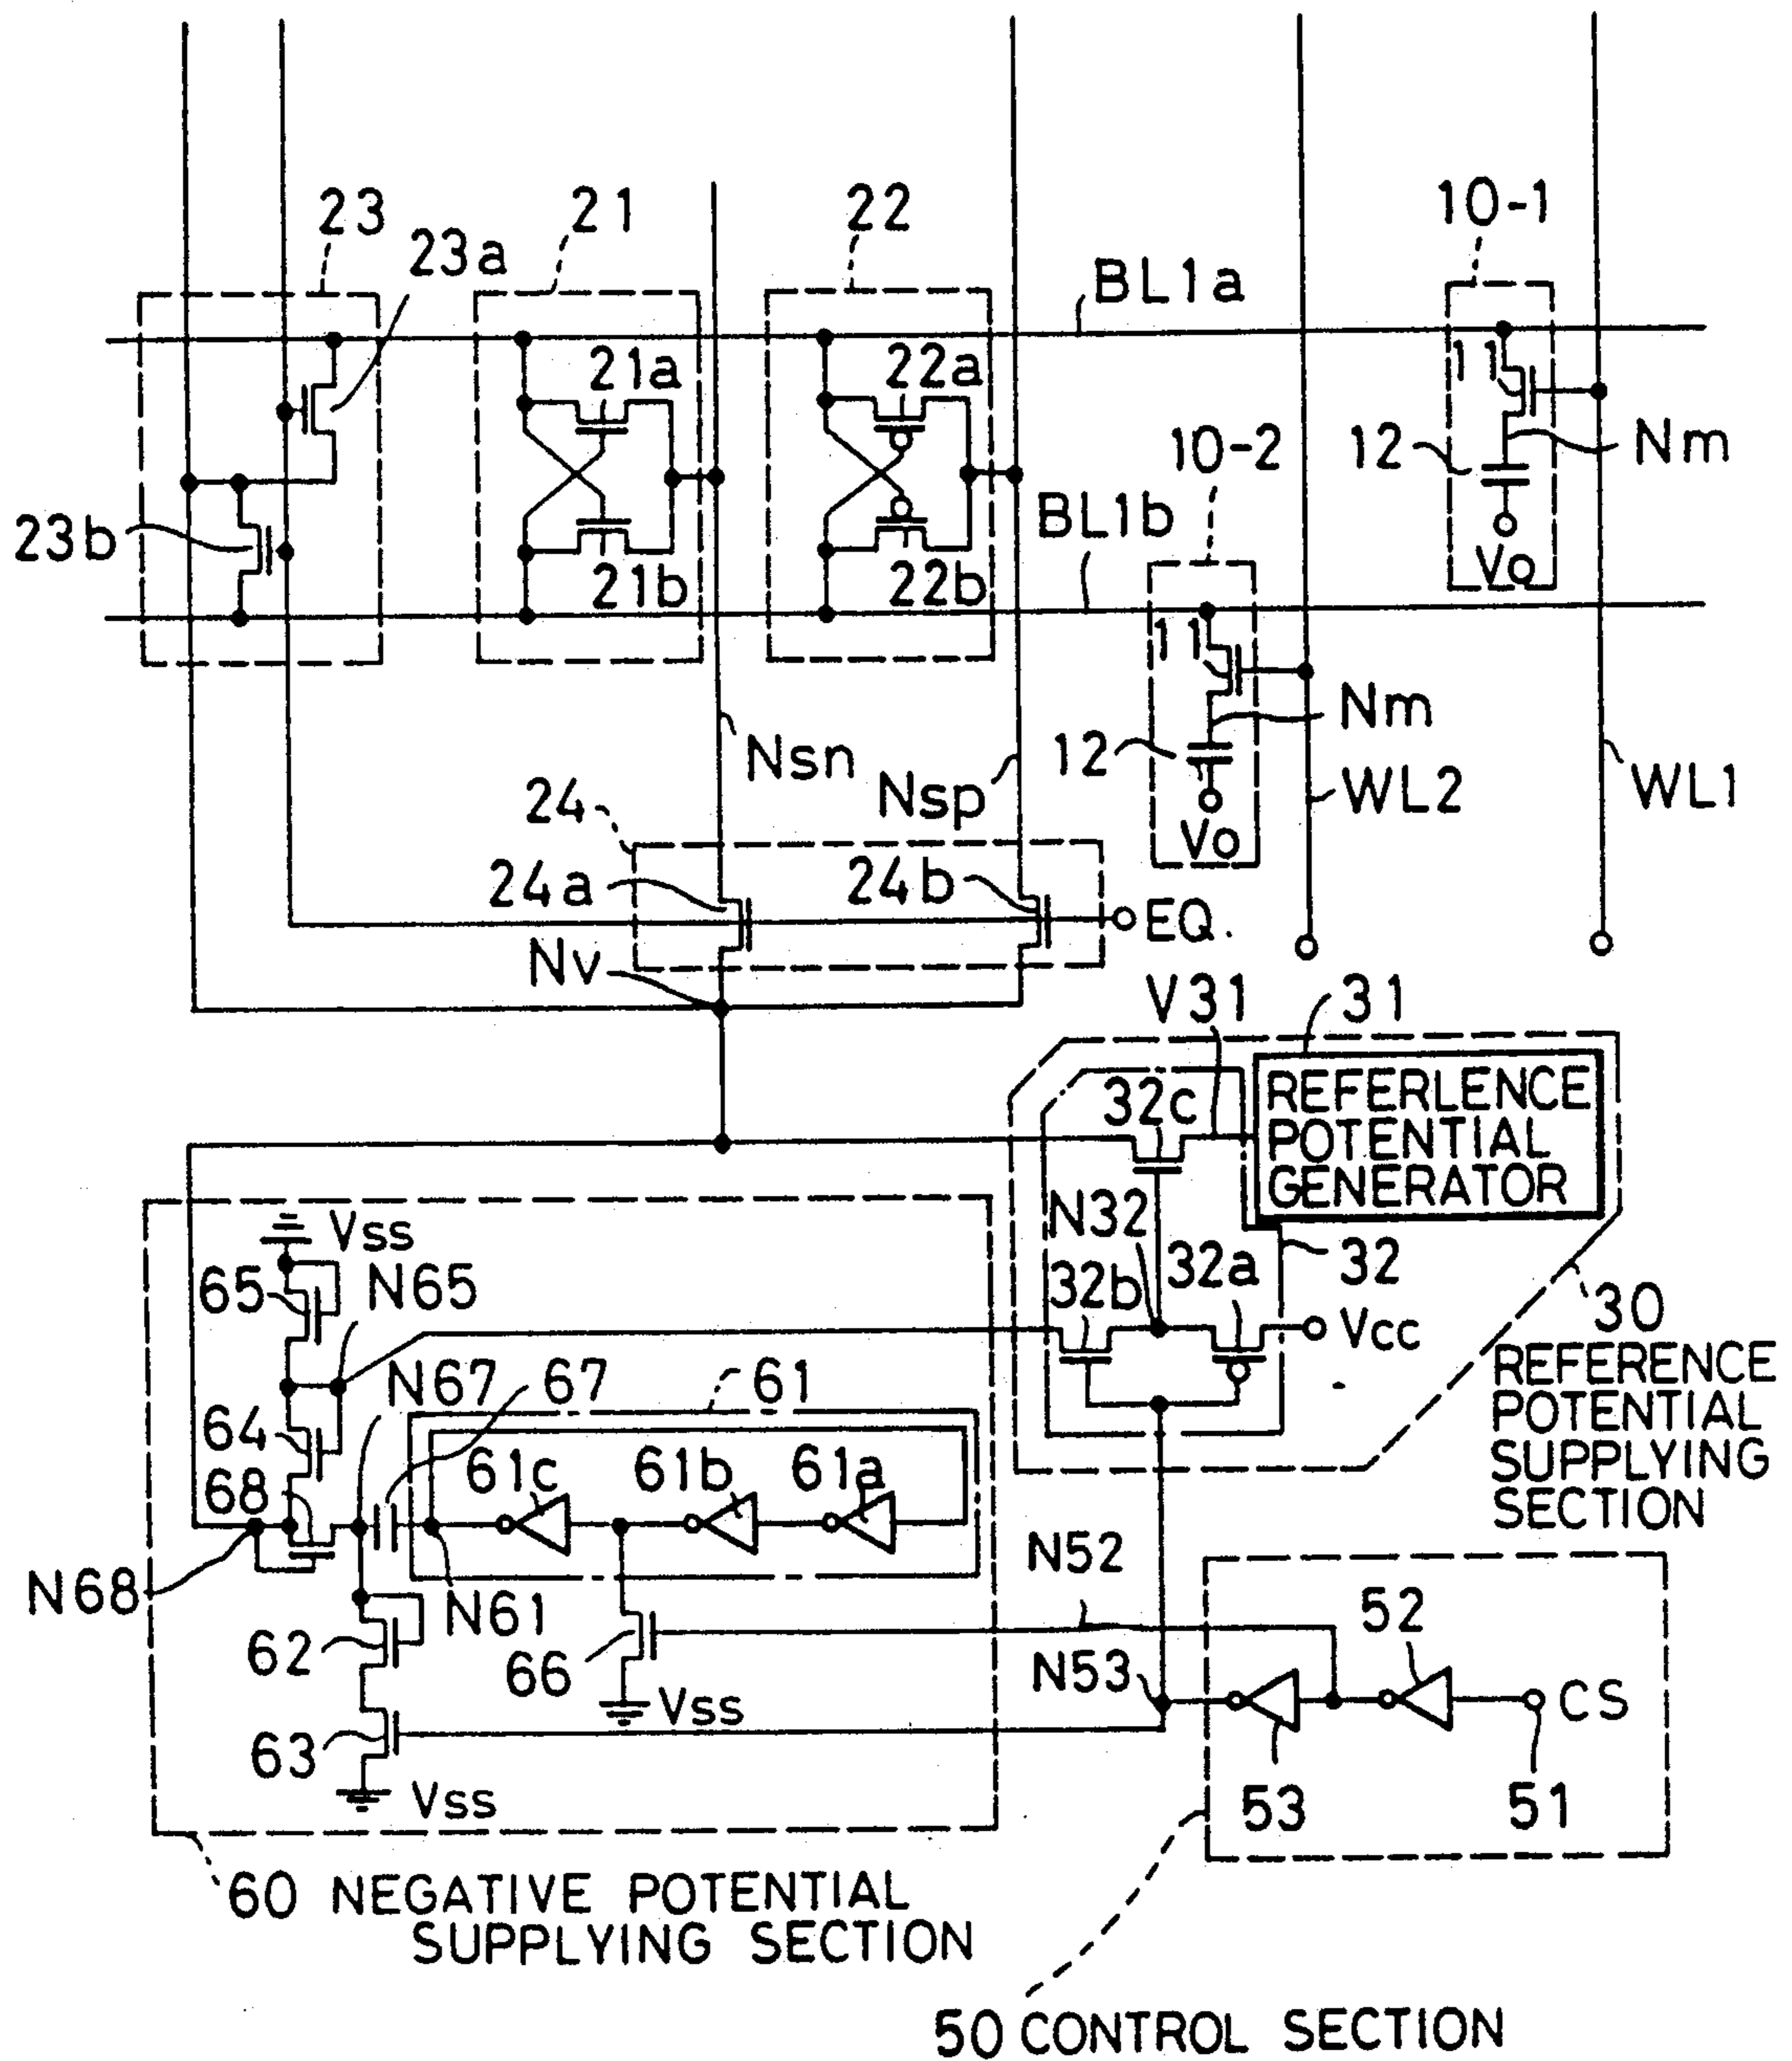 23
21
22
10-1
23a
BL1a
21a
22a
11
12
Nm
10-2
BL1b
23b
21b
22b
Vo
11
Nm
12
Nsn
Nsp
WL2
WL1
24
Vo
24a
24b
EQ.
Nv
V31
31
REFERLENCE
POTENTIAL
GENERATOR
32c
N32
Vss
65
N65
32b
32a
32
Vcc
30
REFERENCE
POTENTIAL
SUPPLYING
SECTION
N67
67
61
64
68
61c
61b
61a
N68
N61
N52
52
62
66
N53
CS
Vss
63
53
51
Vss
60 NEGATIVE POTENTIAL
SUPPLYING SECTION
50 CONTROL SECTION